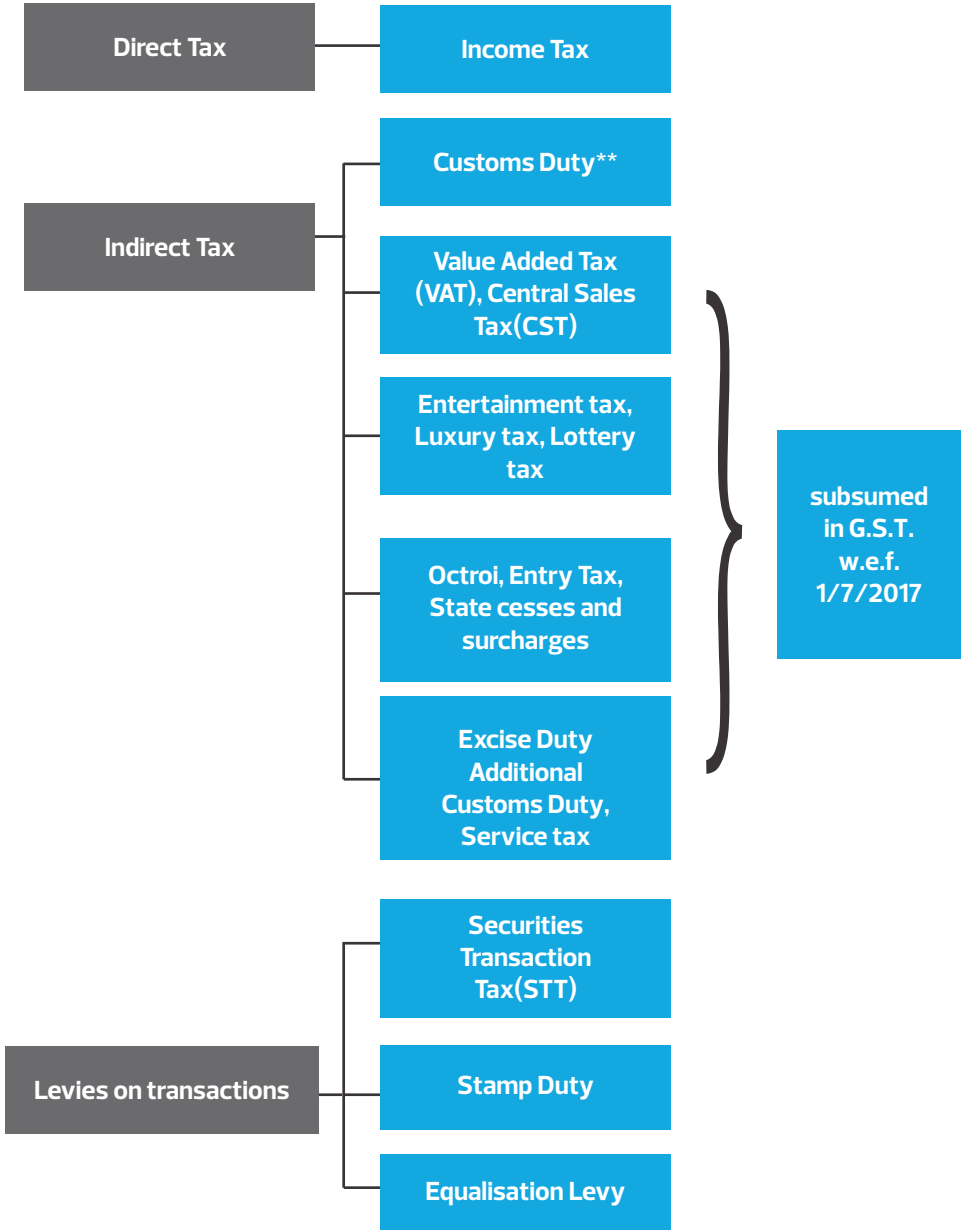 Direct Tax
Income Tax
Customs Duty**
Indirect Tax
Value Added Tax
(VAT), Central Sales
Tax(CST)
Entertainment tax,
Luxury tax, Lottery
tax
subsumed
in G.S.T.
w.e.f.
1/7/2017
Octroi, Entry Tax,
State cesses and
surcharges
Excise Duty
Additional
Customs Duty,
Service tax
Securities
Transaction
Tax(STT)
Levies on transactions
Stamp Duty
Equalisation Levy